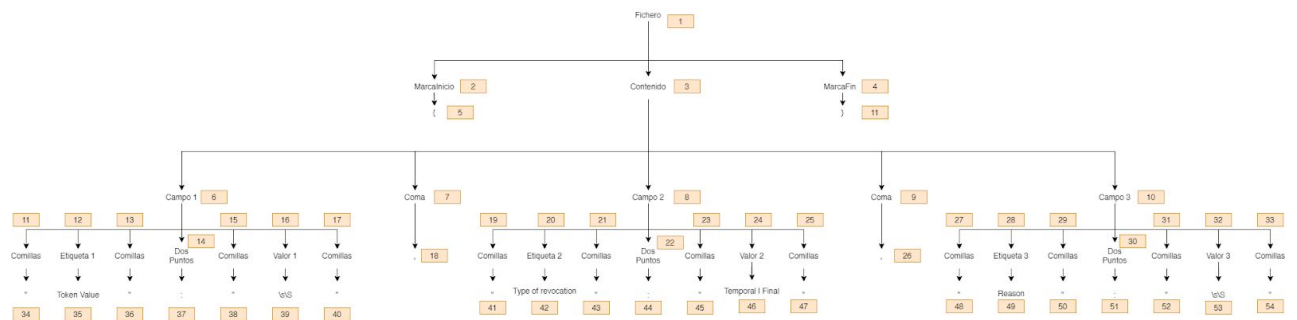 Fichero 1
MarcaInicio 2 Contenido 3 MarcaFin 4
{ 5 } 11
Campo 1 6 Coma 7 Campo 2 8 Coma 9 Campo 3 10
11 12 13 15 16 17 19 20 21 23 24 25 27 28 29 31 32 33
14 22 30
Comillas Etiqueta 1 Comillas Dos Puntos Comillas Valor 1 Comillas , 18 Comillas Etiqueta 2 Comillas Dos Puntos Comillas Valor 2 Comillas , 26 Comillas Etiqueta 3 Comillas Dos Puntos Comillas Valor 3 Comillas
" Token Value " : " \s\S " " Type of revocation " : " Temporal | Final " " Reason " : " \s\S "
34 35 36 37 38 39 40 41 42 43 44 45 46 47 48 49 50 51 52 53 54